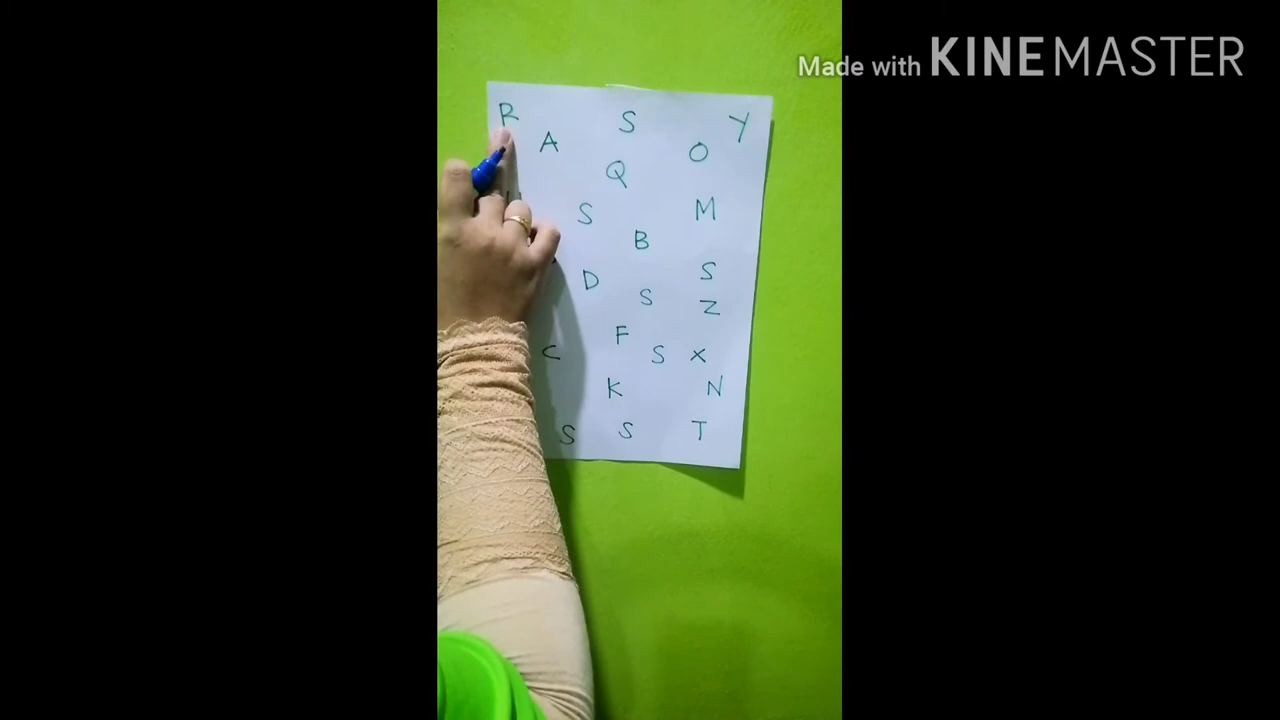 Made with KINEMASTER
R S Y
A O
Q
S M
B
D S
S Z
F
C S X
K N
S S T